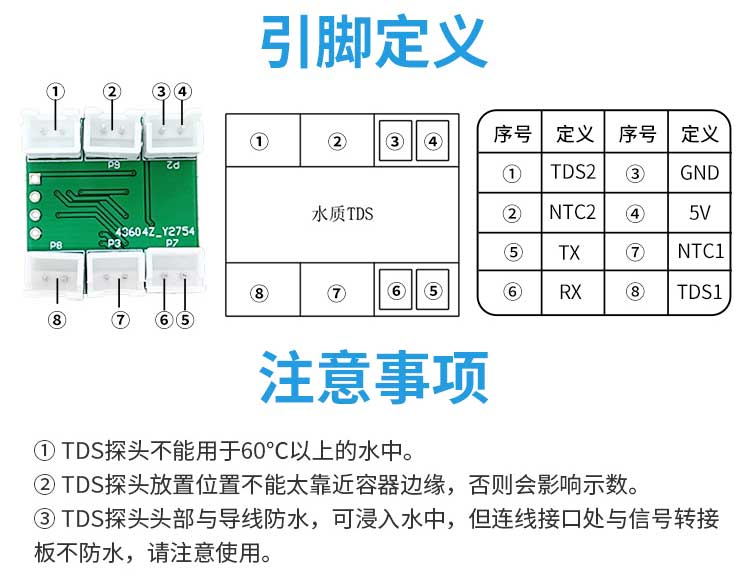 引脚定义
① ② ③ ④
P6 P2
43604Z_Y2754
P8 P3 P7
⑧ ⑦ ⑥ ⑤
① ② ③ ④
水质TDS
⑧ ⑦ ⑥ ⑤
序号 定义 序号 定义
① TDS2 ③ GND
② NTC2 ④ 5V
⑤ TX ⑦ NTC1
⑥ RX ⑧ TDS1
注意事项
① TDS探头不能用于60℃以上的水中。
② TDS探头放置位置不能太靠近容器边缘，否则会影响示数。
③ TDS探头头部与导线防水，可浸入水中，但连线接口处与信号转接
板不防水，请注意使用。